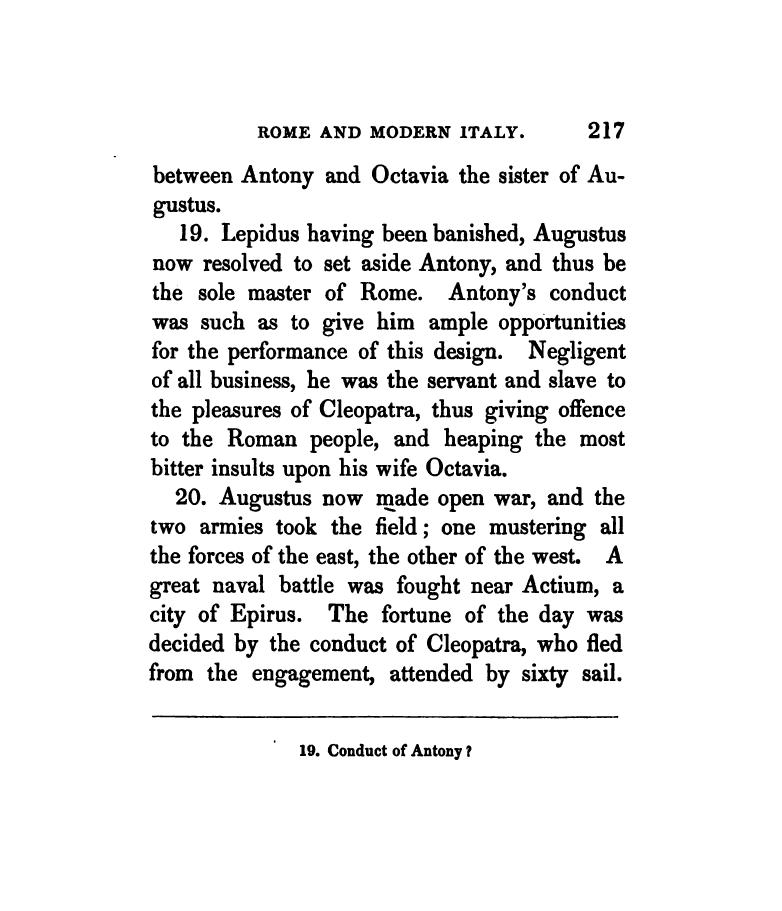 ROME AND MODERN ITALY. 217
between Antony and Octavia the sister of Au-
gustus.
19. Lepidus having been banished, Augustus
now resolved to set aside Antony, and thus be
the sole master of Rome. Antony's conduct
was such as to give him ample opportunities
for the performance of this design. Negligent
of all business, he was the servant and slave to
the pleasures of Cleopatra, thus giving offence
to the Roman people, and heaping the most
bitter insults upon his wife Octavia.
20. Augustus now made open war, and the
two armies took the field; one mustering all
the forces of the east, the other of the west. A
great naval battle was fought near Actium, a
city of Epirus. The fortune of the day was
decided by the conduct of Cleopatra, who fled
from the engagement, attended by sixty sail.
19. Conduct of Antony?